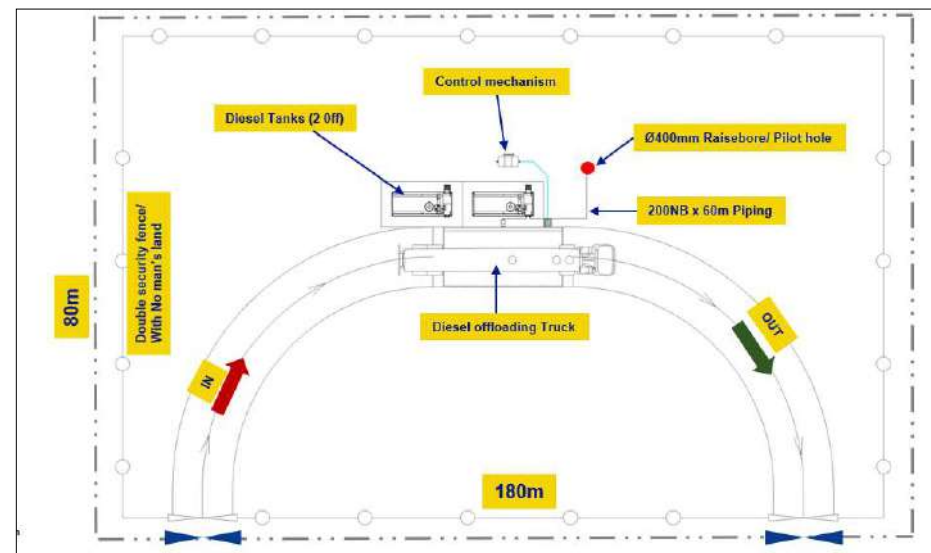 Control mechanism
Diesel Tanks (2 0ff)
Ø400mm Raisebore/ Pilot hole
200NB x 60m Piping
Double security fence/
With No man's land
80m
Diesel offloading Truck
IN
OUT
180m